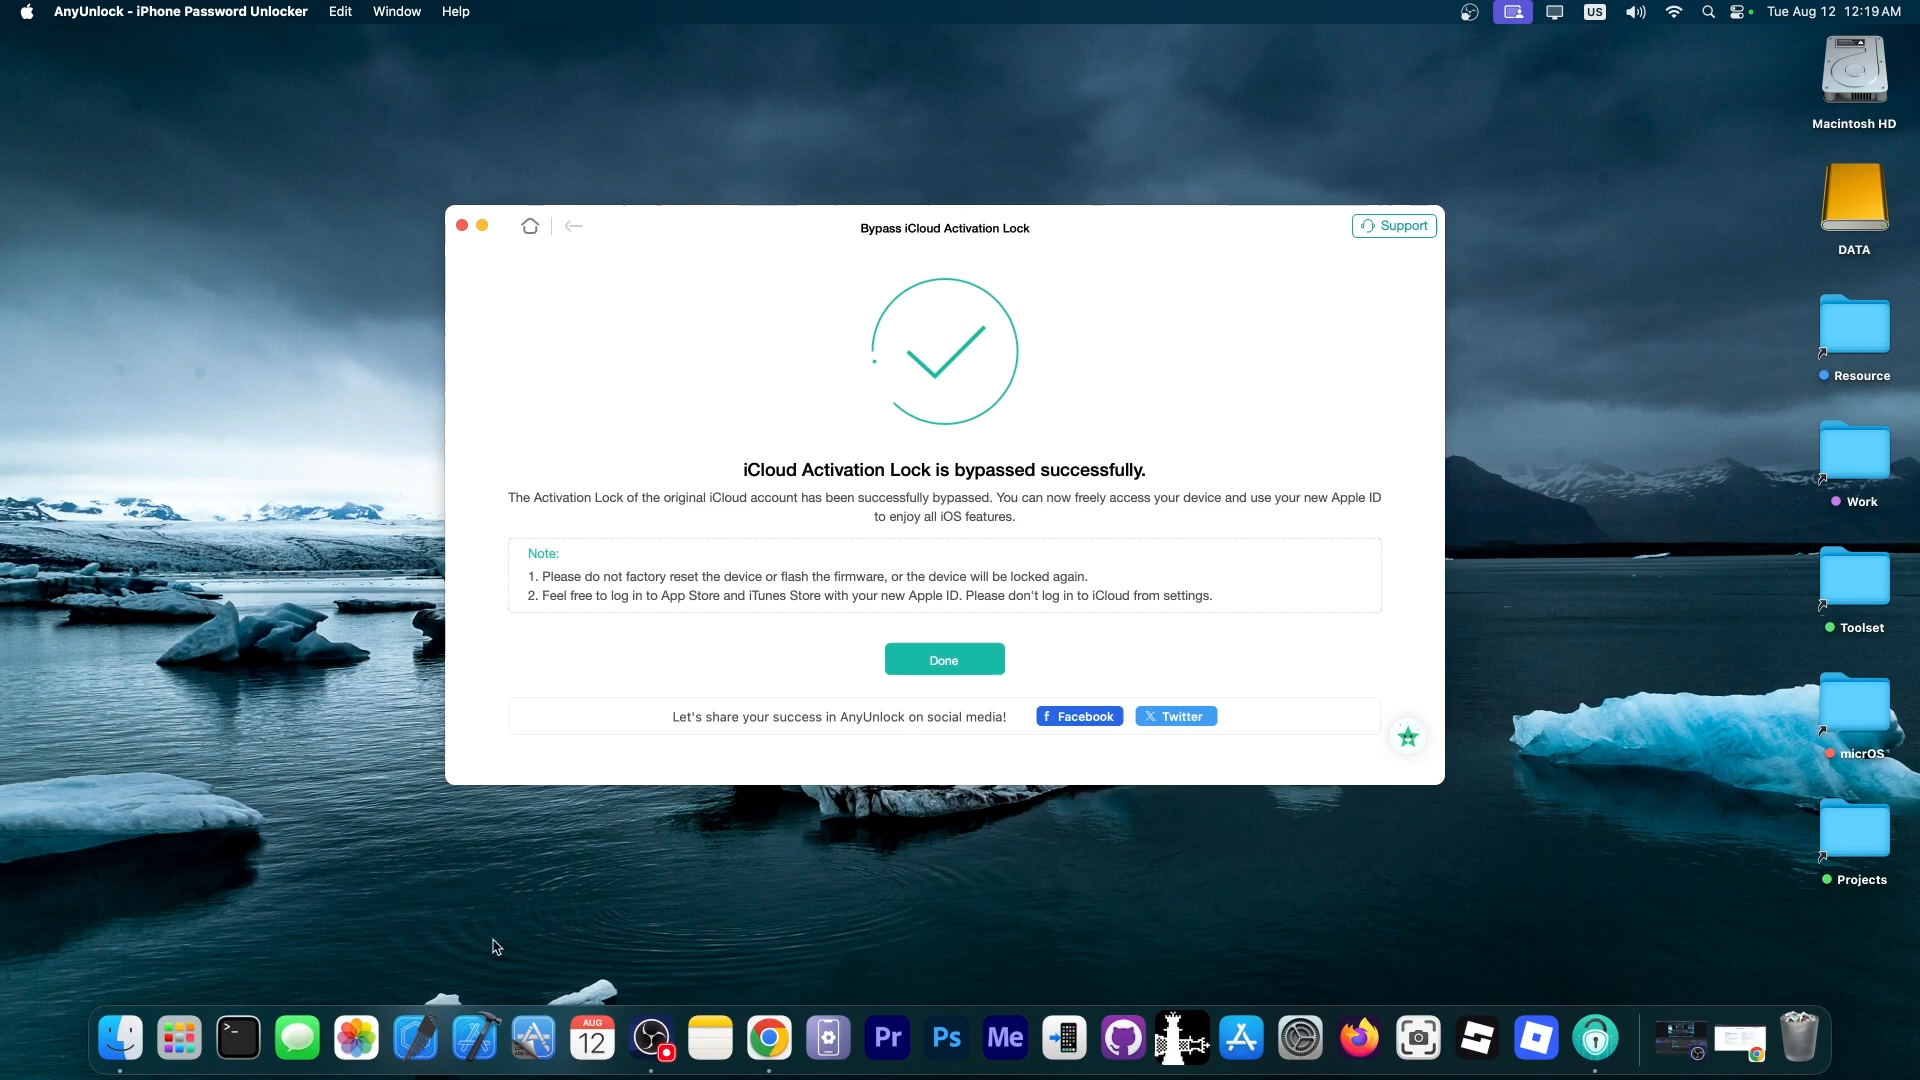 AnyUnlock - iPhone Password Unlocker Edit Window Help
US Tue Aug 12 12:19 AM
Macintosh HD
DATA
Resource
Work
Toolset
micrOS
Projects
Bypass iCloud Activation Lock
Support
iCloud Activation Lock is bypassed successfully.
The Activation Lock of the original iCloud account has been successfully bypassed. You can now freely access your device and use your new Apple ID
to enjoy all iOS features.
Note:
1. Please do not factory reset the device or flash the firmware, or the device will be locked again.
2. Feel free to log in to App Store and iTunes Store with your new Apple ID. Please don't log in to iCloud from settings.
Done
Let's share your success in AnyUnlock on social media! Facebook Twitter
AUG
12
Pr
Ps
Me